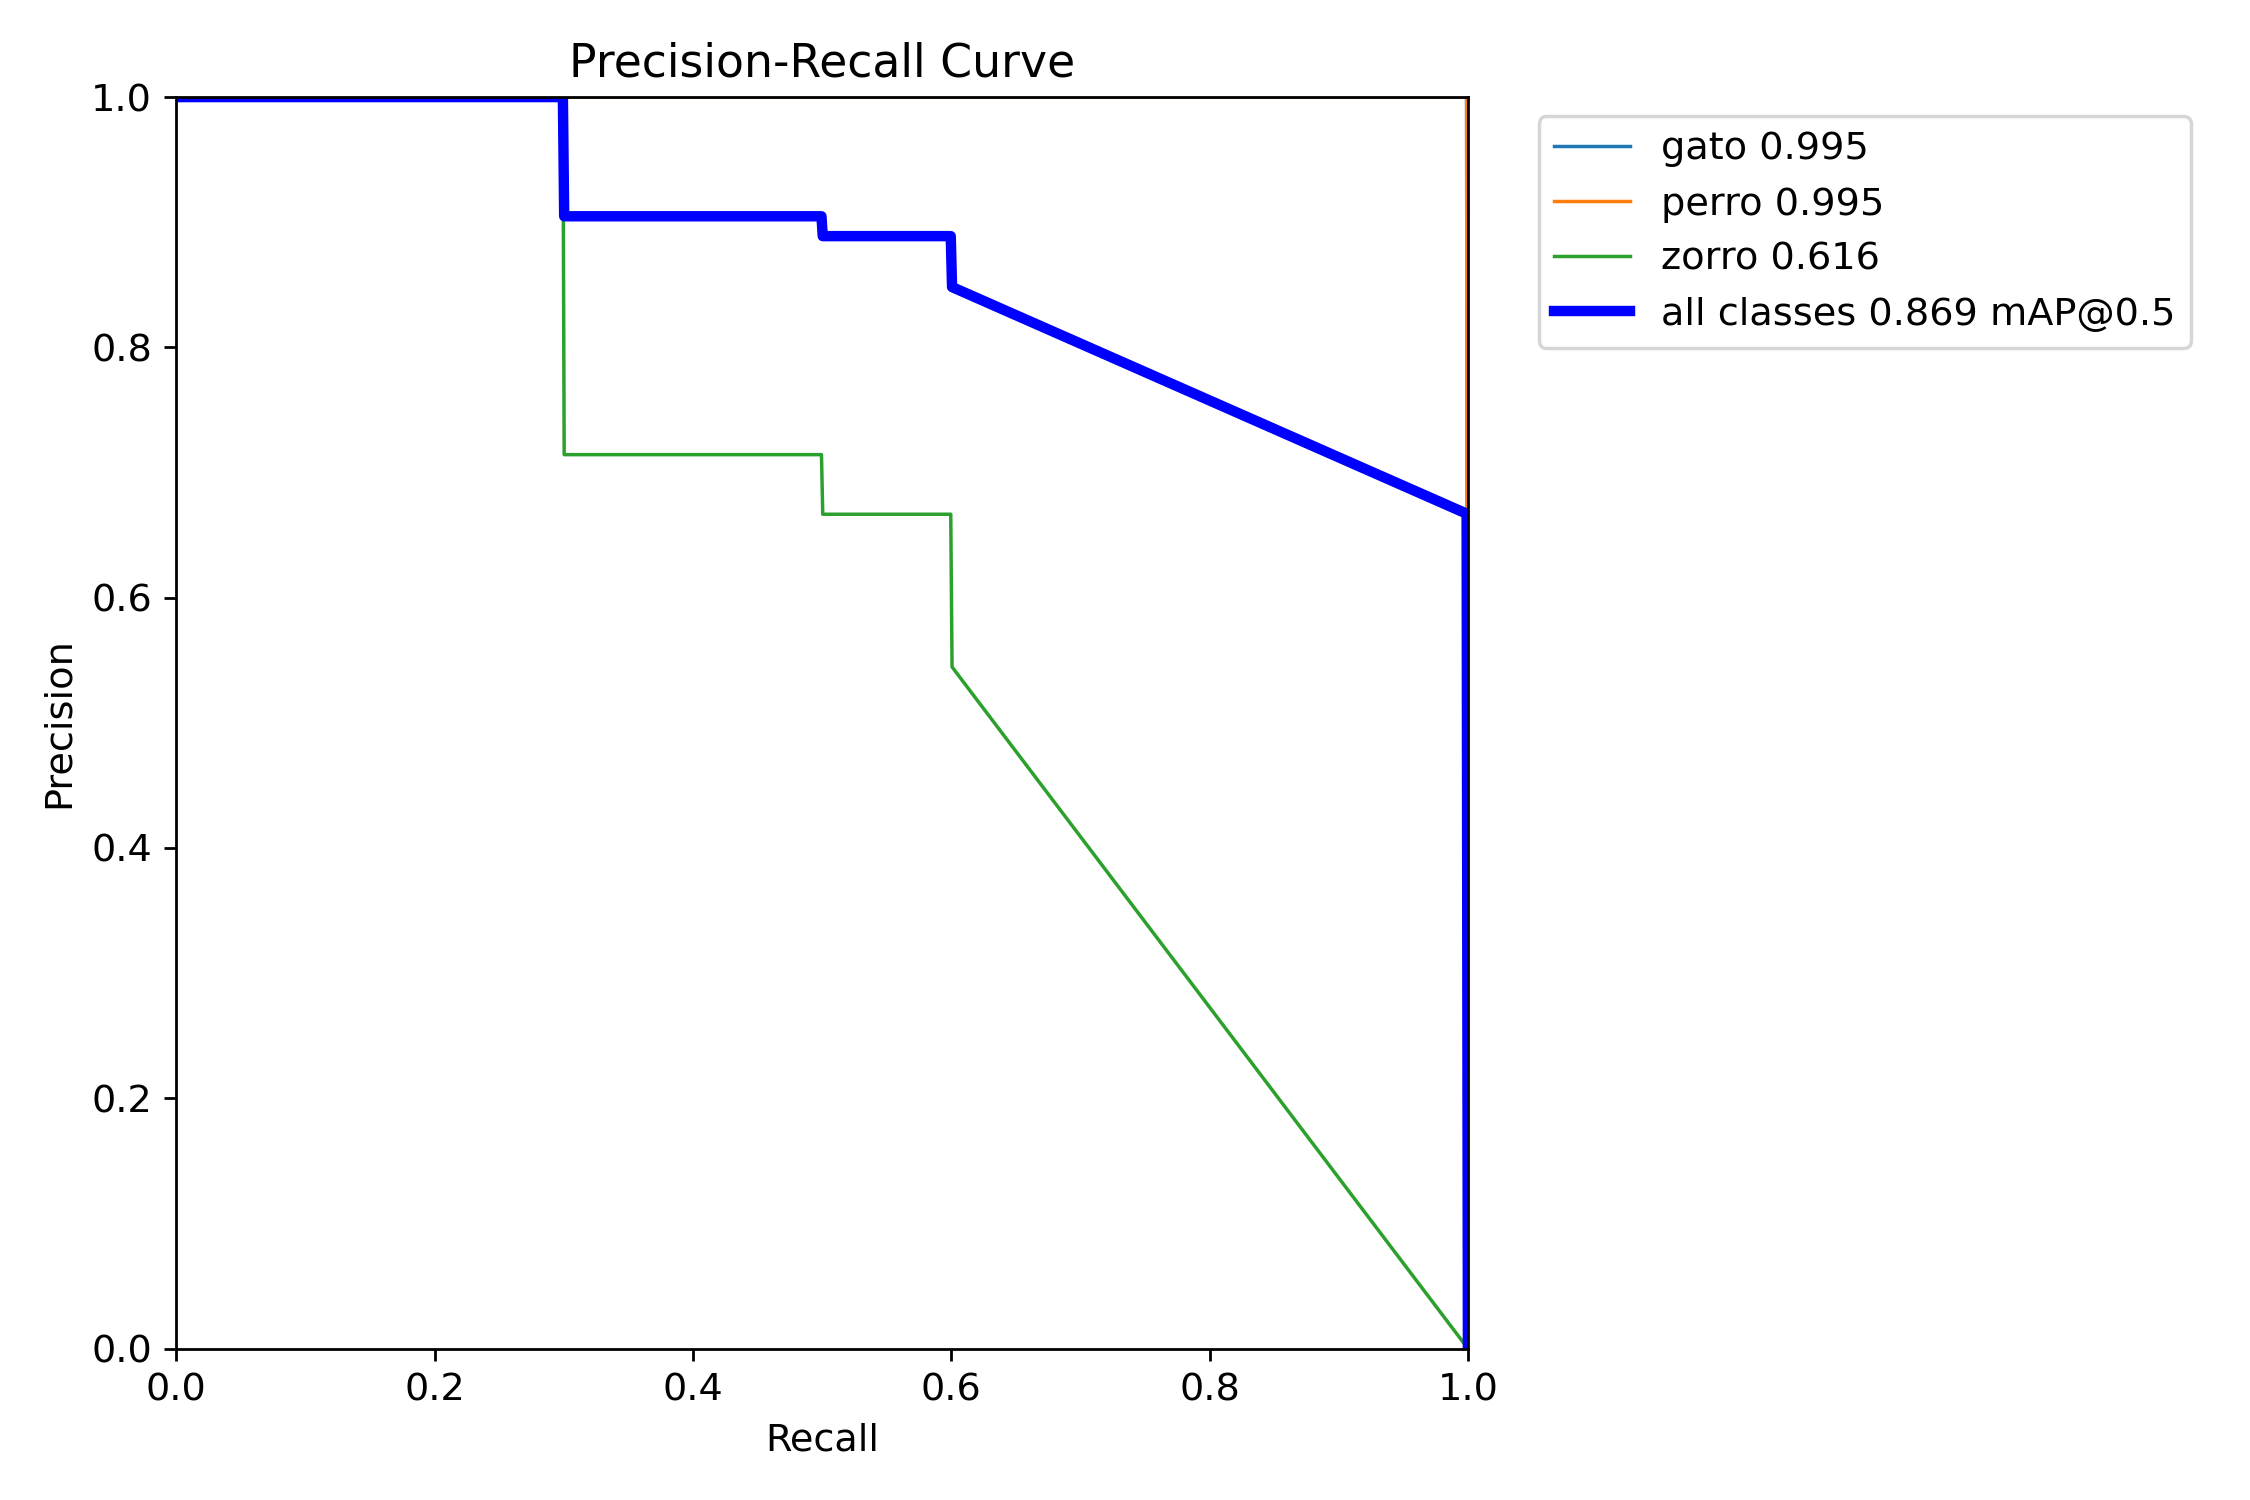 Precision-Recall Curve
1.0
0.8
0.6
0.4
0.2
0.0
Precision
0.0 0.2 0.4 0.6 0.8 1.0
Recall
gato 0.995
perro 0.995
zorro 0.616
all classes 0.869 mAP@0.5